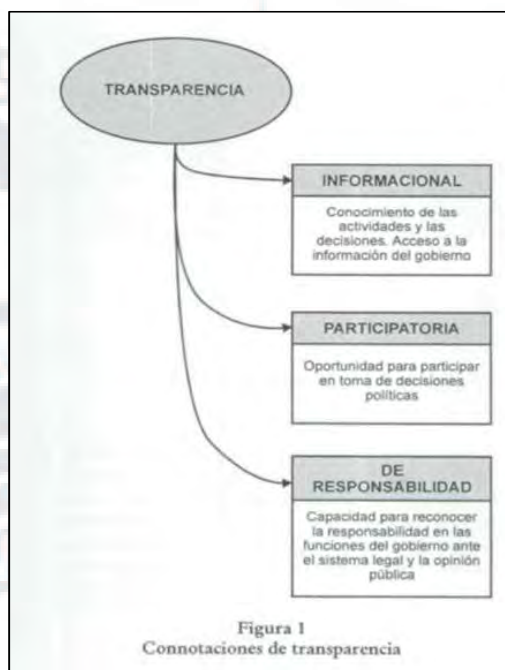 TRANSPARENCIA
INFORMACIONAL
Conocimiento de las
actividades y las
decisiones. Acceso a la
información del gobierno
PARTICIPATORIA
Oportunidad para participar
en toma de decisiones
políticas
DE
RESPONSABILIDAD
Capacidad para reconocer
la responsabilidad en las
funciones del gobierno ante
el sistema legal y la opinión
pública
Figura 1
Connotaciones de transparencia